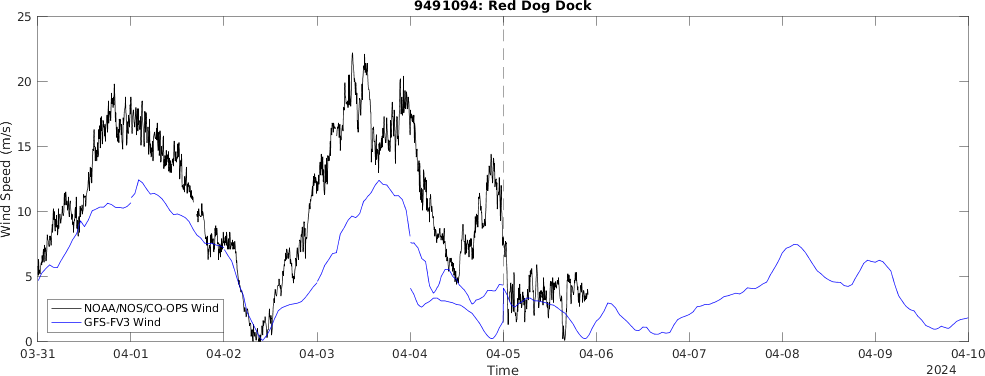 9491094: Red Dog Dock
25
20
15
10
5
0
Wind Speed (m/s)
NOAA/NOS/CO-OPS Wind
GFS-FV3 Wind
03-31 04-01 04-02 04-03 04-04 04-05 04-06 04-07 04-08 04-09 04-10
Time
2024